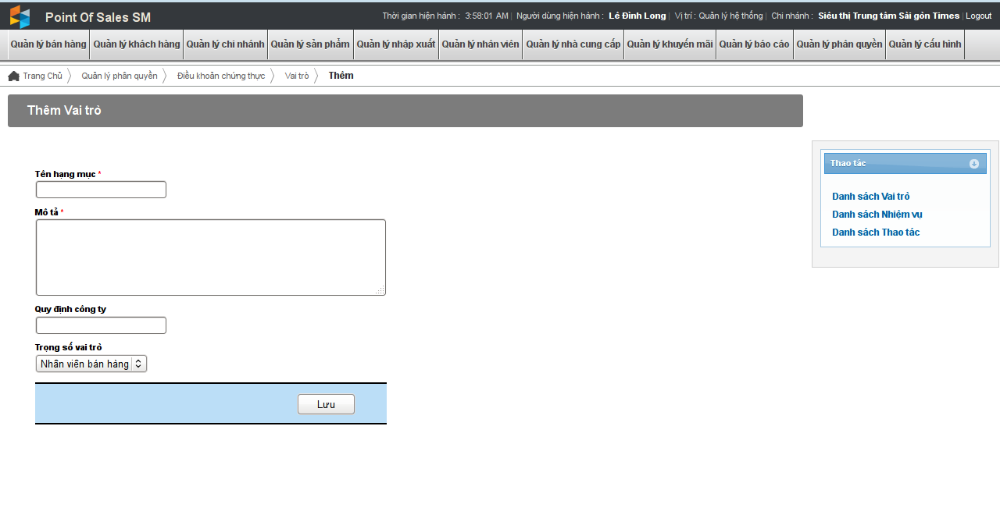 Point Of Sales SM
Thời gian hiện hành : 3:58:01 AM | Người dùng hiện hành : Lê Đình Long | Vị trí : Quản lý hệ thống | Chi nhánh : Siêu thị Trung tâm Sài gòn Times | Logout
Quản lý bán hàng Quản lý khách hàng Quản lý chi nhánh Quản lý sản phẩm Quản lý nhập xuất Quản lý nhân viên Quản lý nhà cung cấp Quản lý khuyến mãi Quản lý báo cáo Quản lý phân quyền Quản lý cấu hình
Trang Chủ Quản lý phân quyền Điều khoản chứng thực Vai trò Thêm
Thêm Vai trò
Tên hạng mục *
Mô tả *
Quy định công ty
Trọng số vai trò
Nhân viên bán hàng
Lưu
Thao tác
Danh sách Vai trò
Danh sách Nhiệm vụ
Danh sách Thao tác